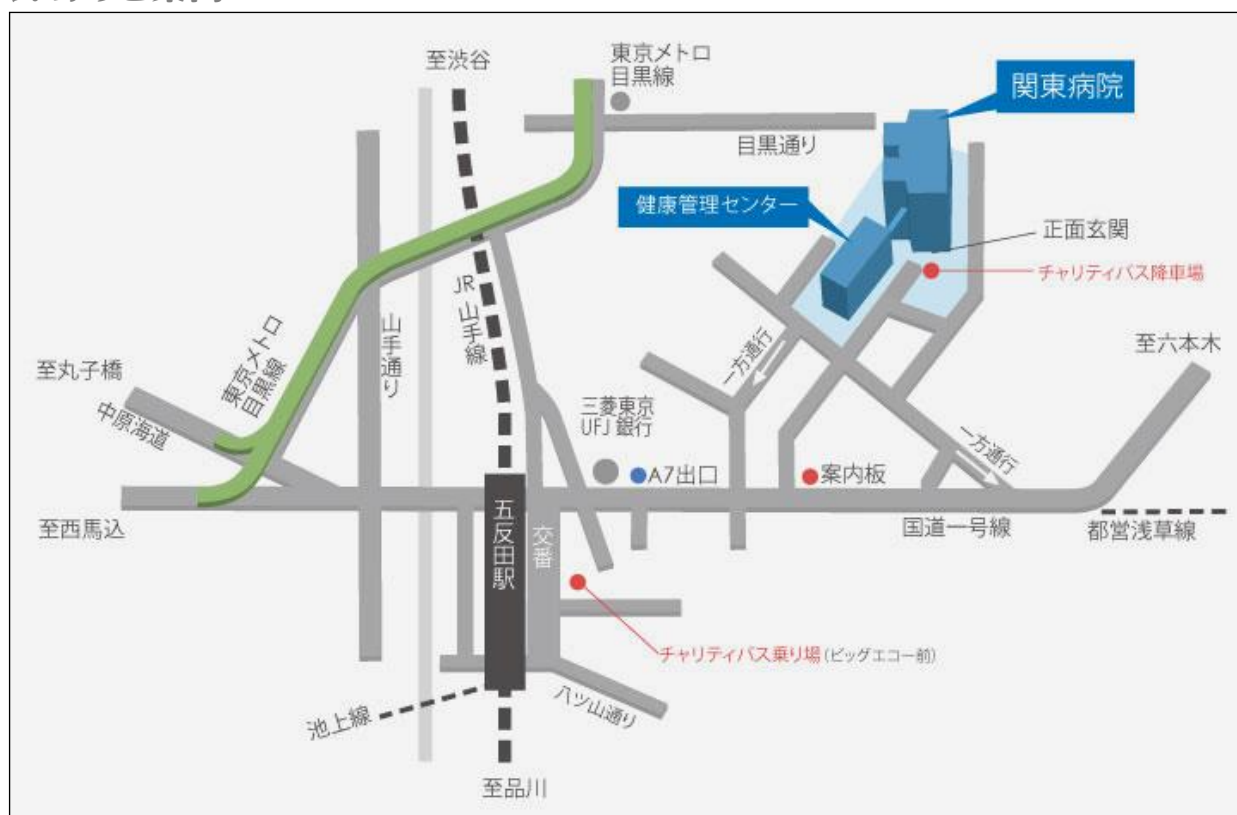 至渋谷
東京メトロ
目黒線
関東病院
目黒通り
健康管理センター
正面玄関
チャリティバス降車場
JR 山手線
山手通り
一方通行
至六本木
至丸子橋
東京メトロ
目黒線
中原海道
三菱東京
UFJ 銀行
A7出口
案内板
一方通行
至西馬込
五反田駅
交番
国道一号線
都営浅草線
チャリティバス乗り場(ビッグエコー前)
八ツ山通り
池上線
至品川